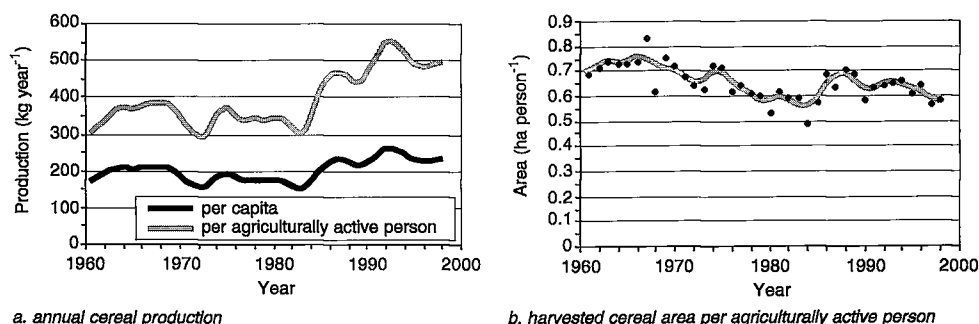 600
500
400
300
200
100
0
Production (kg year⁻¹)
per capita
per agriculturally active person
1960 1970 1980 1990 2000
Year
a. annual cereal production
0.9
0.8
0.7
0.6
0.5
0.4
0.3
0.2
0.1
0
Area (ha person⁻¹)
1960 1970 1980 1990 2000
Year
b. harvested cereal area per agriculturally active person